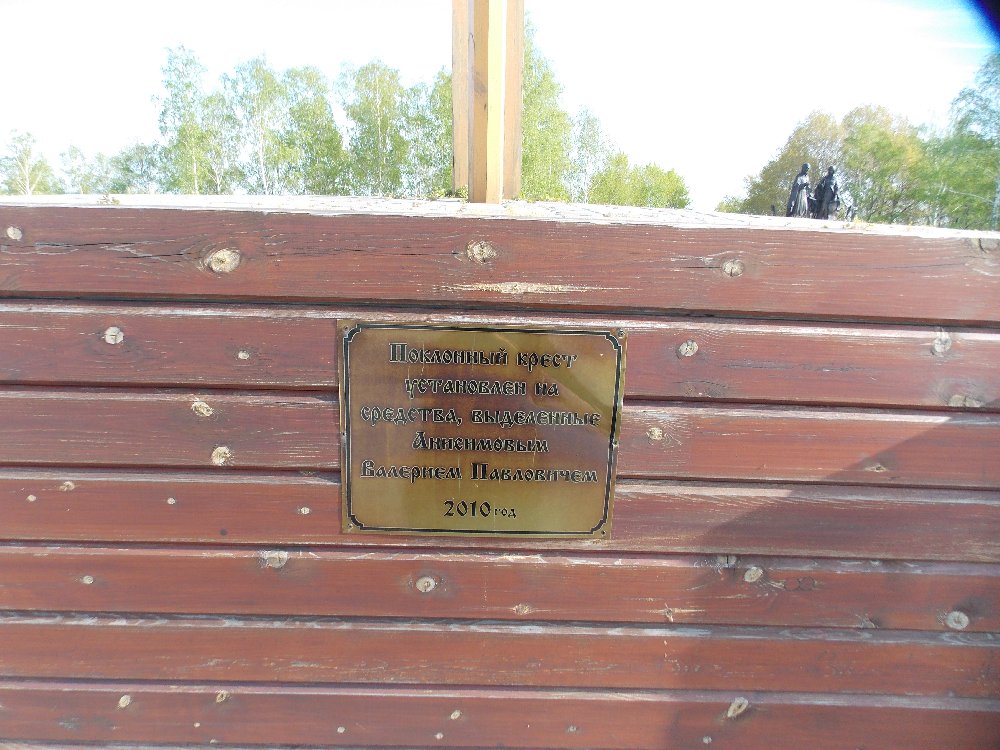 Поклонный крест
установлен на
средства, выделенные
Анисимовым
Валерием Павловичем
2010 год